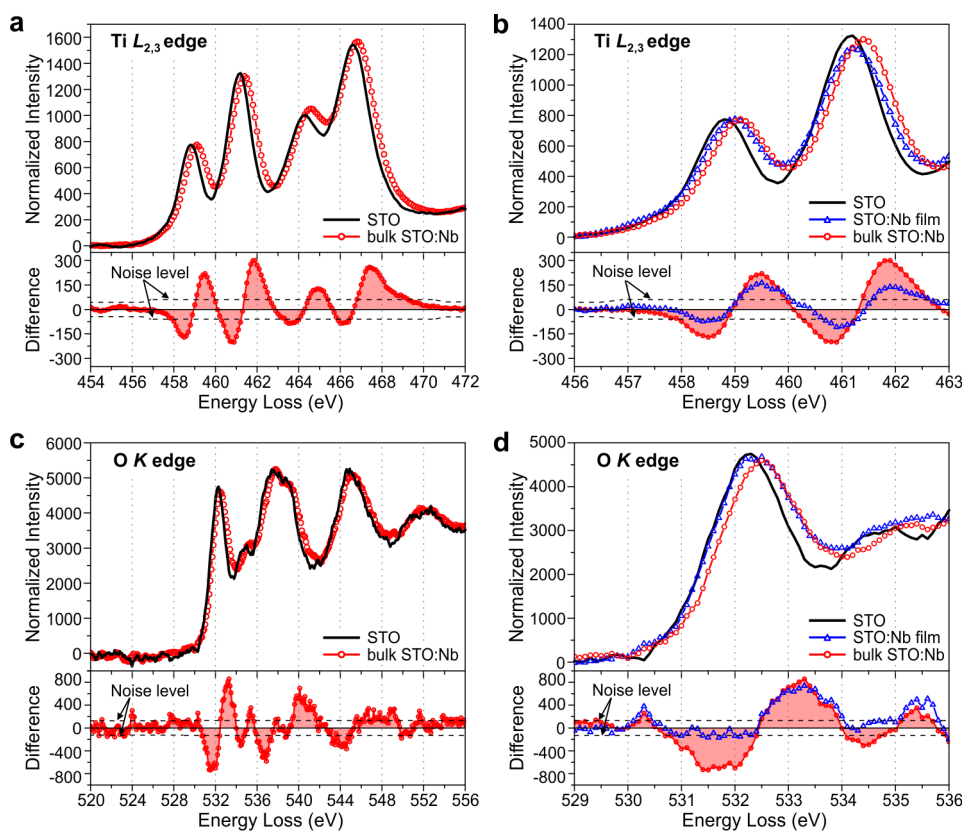 a
Ti L2,3 edge
Normalized Intensity
1600
1400
1200
1000
800
600
400
200
0
STO
bulk STO:Nb
Difference
300
150
0
-150
-300
Noise level
454 456 458 460 462 464 466 468 470 472
Energy Loss (eV)
b
Ti L2,3 edge
Normalized Intensity
1400
1200
1000
800
600
400
200
0
STO
STO:Nb film
bulk STO:Nb
Difference
300
150
0
-150
-300
Noise level
456 457 458 459 460 461 462 463
Energy Loss (eV)
c
O K edge
Normalized Intensity
6000
5000
4000
3000
2000
1000
0
STO
bulk STO:Nb
Difference
800
400
0
-400
-800
Noise level
520 524 528 532 536 540 544 548 552 556
Energy Loss (eV)
d
O K edge
Normalized Intensity
5000
4000
3000
2000
1000
0
STO
STO:Nb film
bulk STO:Nb
Difference
800
400
0
-400
-800
Noise level
529 530 531 532 533 534 535 536
Energy Loss (eV)